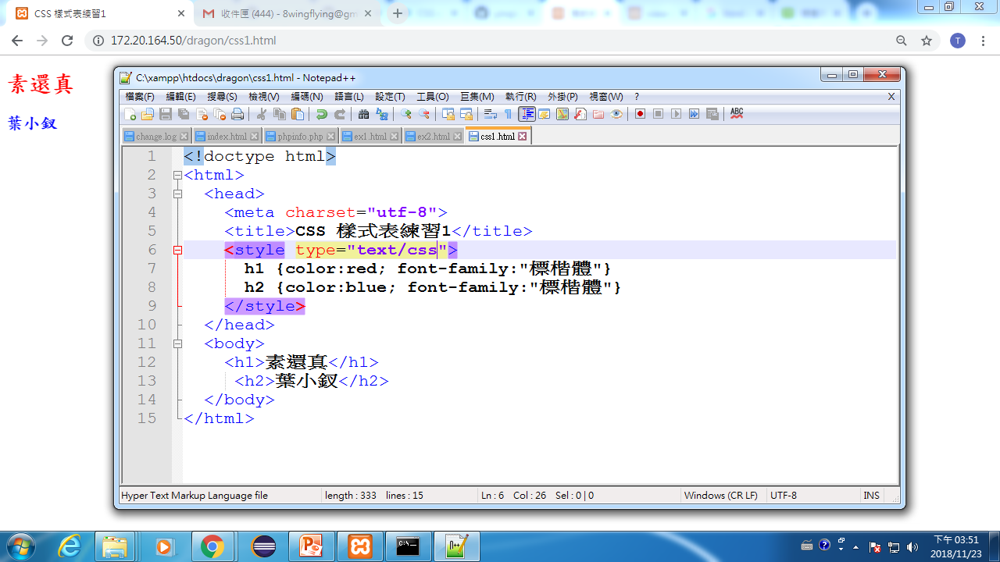 CSS 樣式表練習1
收件匣 (444) - 8wingflying@gm
172.20.164.50/dragon/css1.html
T
素還真
葉小釵
C:\xampp\htdocs\dragon\css1.html - Notepad++
檔案(F) 編輯(E) 搜尋(S) 檢視(V) 編碼(N) 語言(L) 設定(T) 工具(O) 巨集(M) 執行(R) 外掛(P) 視窗(W) ? X
ABC
change.log index.html phpinfo.php ex1.html ex2.html css1.html
1 <!doctype html>
2 <html>
3 <head>
4 <meta charset="utf-8">
5 <title>CSS 樣式表練習1</title>
6 <style type="text/css">
7 h1 {color:red; font-family:"標楷體"}
8 h2 {color:blue; font-family:"標楷體"}
9 </style>
10 </head>
11 <body>
12 <h1>素還真</h1>
13 <h2>葉小釵</h2>
14 </body>
15 </html>
Hyper Text Markup Language file length : 333 lines : 15 Ln : 6 Col : 26 Sel : 0 | 0 Windows (CR LF) UTF-8 INS
下午 03:51
2018/11/23